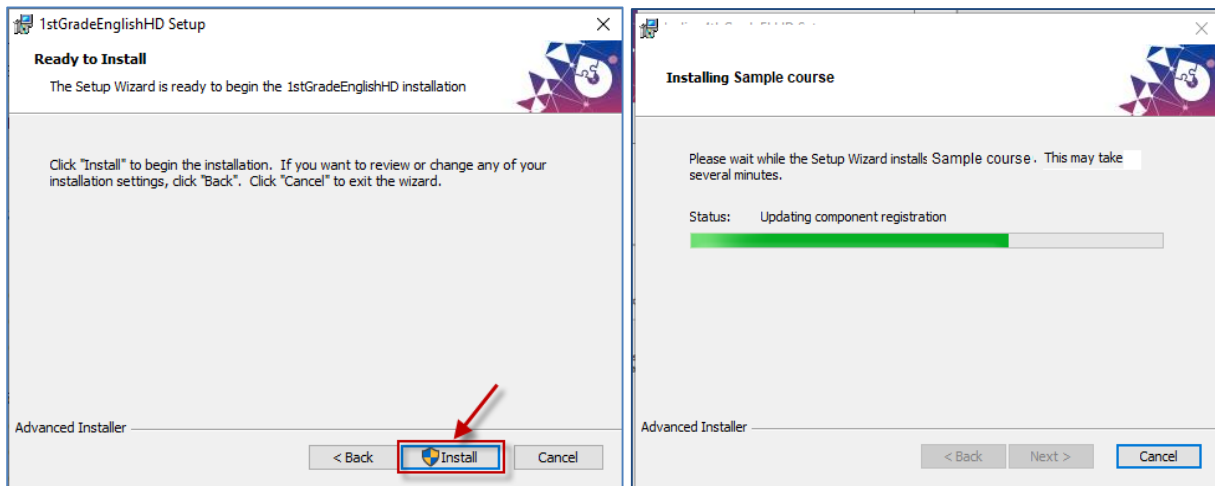 1stGradeEnglishHD Setup
Ready to Install
The Setup Wizard is ready to begin the 1stGradeEnglishHD installation
Click "Install" to begin the installation. If you want to review or change any of your
installation settings, click "Back". Click "Cancel" to exit the wizard.
Advanced Installer
< Back
Install
Cancel
Installing Sample course
Please wait while the Setup Wizard installs Sample course. This may take
several minutes.
Status: Updating component registration
Advanced Installer
< Back
Next >
Cancel